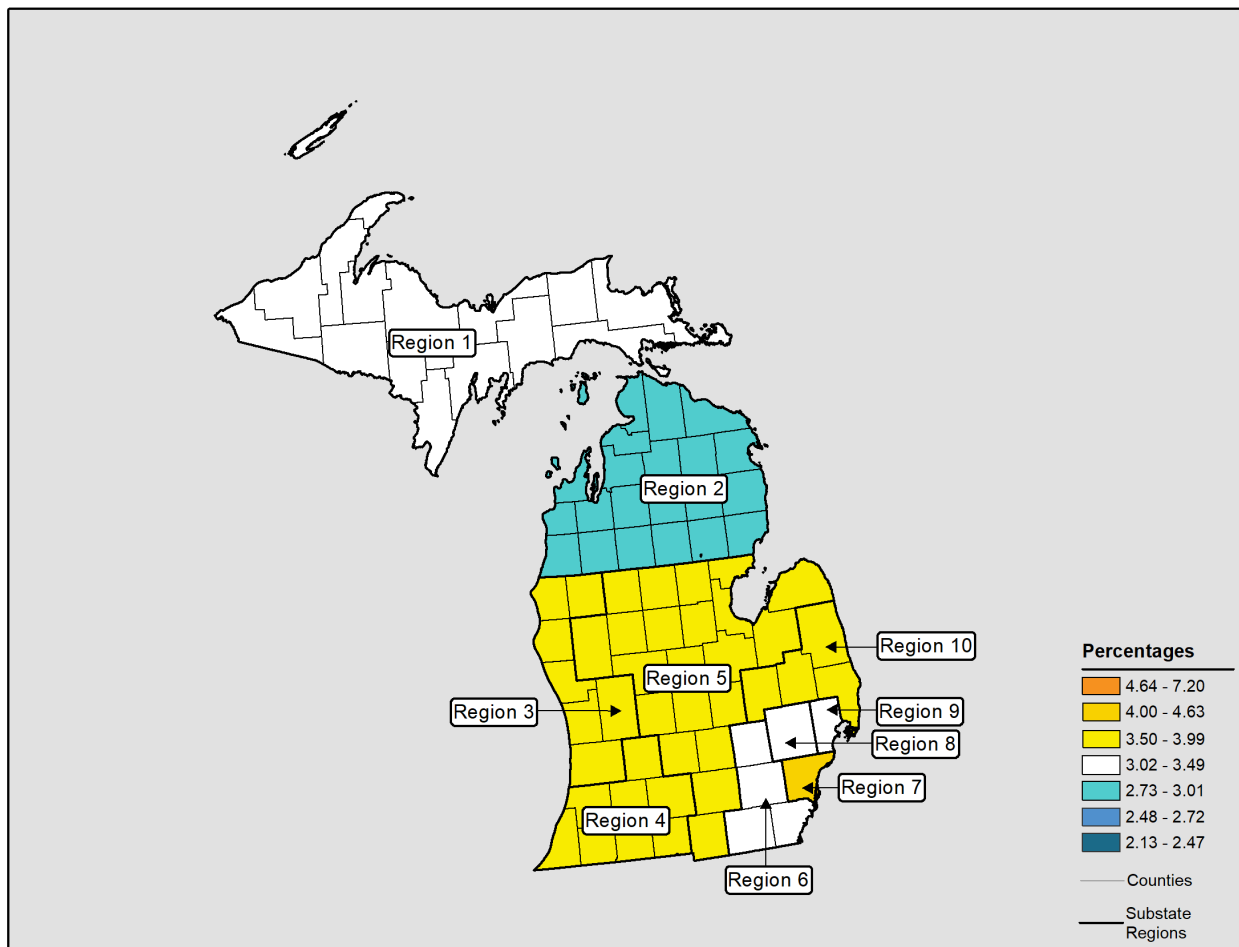 Region 1
Region 2
Region 10
Region 5
Region 3
Region 9
Region 8
Region 7
Region 4
Region 6
Percentages
4.64 - 7.20
4.00 - 4.63
3.50 - 3.99
3.02 - 3.49
2.73 - 3.01
2.48 - 2.72
2.13 - 2.47
Counties
Substate
Regions